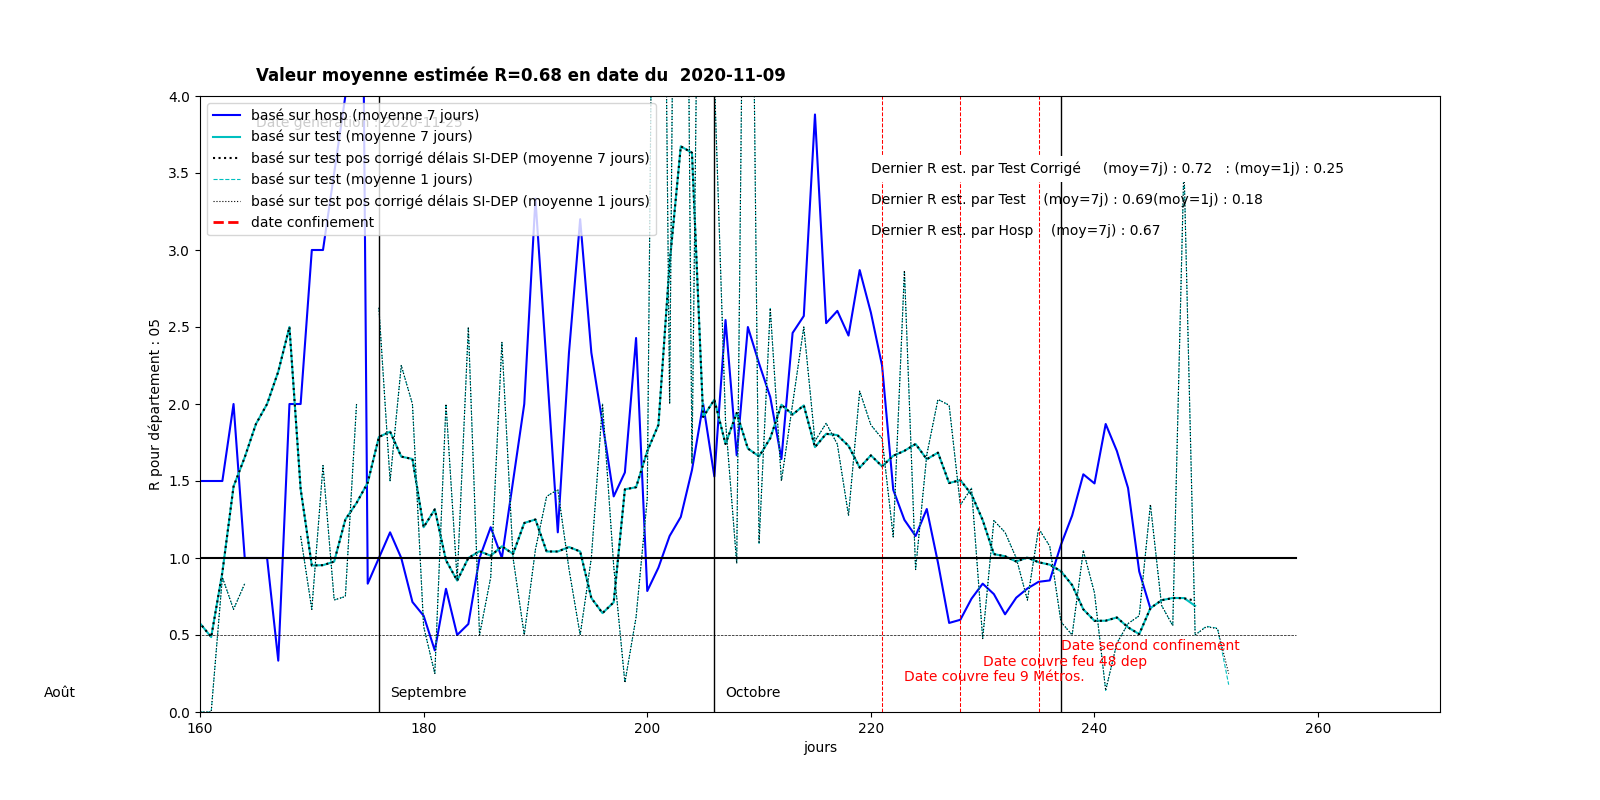 Valeur moyenne estimée R=0.68 en date du  2020-11-09
4.0
3.5
3.0
2.5
2.0
1.5
1.0
0.5
0.0
R pour département : 05
basé sur hosp (moyenne 7 jours)
Date generation : 2020-11-25
basé sur test (moyenne 7 jours)
basé sur test pos corrigé délais SI-DEP (moyenne 7 jours)
basé sur test (moyenne 1 jours)
basé sur test pos corrigé délais SI-DEP (moyenne 1 jours)
date confinement
Dernier R est. par Test Corrigé     (moy=7j) : 0.72   : (moy=1j) : 0.25
Dernier R est. par Test    (moy=7j) : 0.69(moy=1j) : 0.18
Dernier R est. par Hosp    (moy=7j) : 0.67
Date second confinement
Date couvre feu 48 dep
Date couvre feu 9 Métros.
Août
Septembre
Octobre
160
180
200
220
240
260
jours